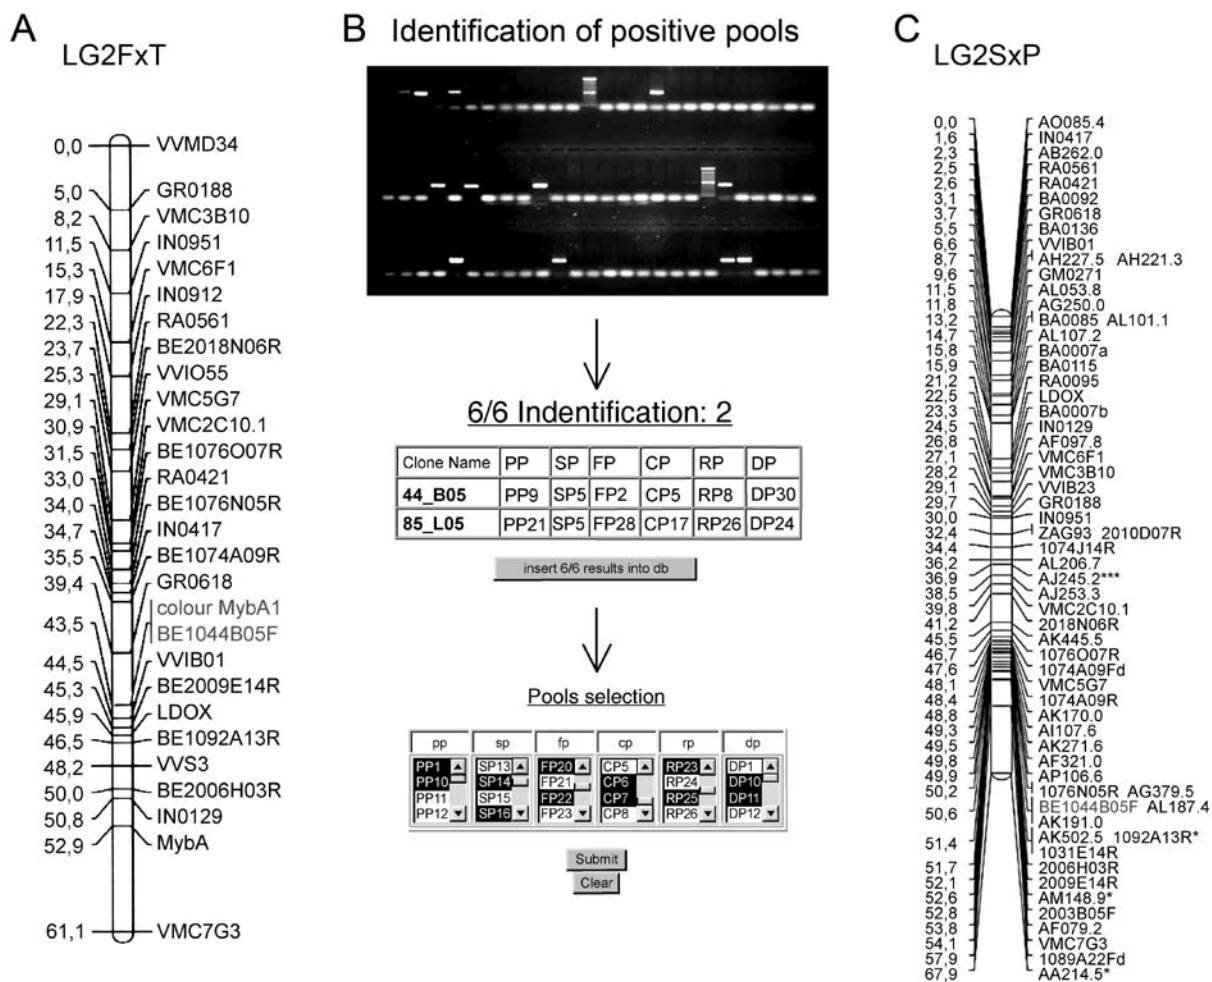 A
LG2FxT
0,0 VVMD34
5,0 GR0188
8,2 VMC3B10
11,5 IN0951
15,3 VMC6F1
17,9 IN0912
22,3 RA0561
23,7 BE2018N06R
25,3 VVIO55
29,1 VMC5G7
30,9 VMC2C10.1
31,5 BE1076O07R
33,0 RA0421
34,0 BE1076N05R
34,7 IN0417
35,5 BE1074A09R
39,4 GR0618
colour MybA1
43,5 BE1044B05F
44,5 VVIB01
45,3 BE2009E14R
45,9 LDOX
46,5 BE1092A13R
48,2 VVS3
50,0 BE2006H03R
50,8 IN0129
52,9 MybA
61,1 VMC7G3
B Identification of positive pools
6/6 Indentification: 2
Clone Name PP SP FP CP RP DP
44_B05 PP9 SP5 FP2 CP5 RP8 DP30
85_L05 PP21 SP5 FP28 CP17 RP26 DP24
insert 6/6 results into db
Pools selection
pp sp fp cp rp dp
PP1 SP13 FP20 CP5 RP23 DP1
PP10 SP14 FP21 CP6 RP24 DP10
PP11 SP15 FP22 CP7 RP25 DP11
PP12 SP16 FP23 CP8 RP26 DP12
Submit
Clear
C
LG2SxP
0,0 AO085.4
1,6 IN0417
2,3 AB262.0
2,5 RA0561
2,6 RA0421
3,1 BA0092
3,7 GR0618
5,5 BA0136
6,6 VVIB01
8,7 AH227.5 AH221.3
9,6 GM0271
11,5 AL053.8
11,8 AG250.0
13,2 BA0085 AL101.1
14,7 AL107.2
15,8 BA0007a
15,9 BA0115
21,2 RA0095
22,5 LDOX
23,3 BA0007b
24,5 IN0129
26,8 AF097.8
27,1 VMC6F1
28,2 VMC3B10
29,1 VVIB23
29,7 GR0188
30,0 IN0951
32,4 ZAG93 2010D07R
34,4 1074J14R
36,2 AL206.7
36,9 AJ245.2***
38,5 AJ253.3
39,8 VMC2C10.1
41,2 2018N06R
45,5 AK445.5
46,7 1076O07R
47,6 1074A09Fd
48,1 VMC5G7
48,4 1074A09R
48,8 AK170.0
49,3 AI107.6
49,5 AK271.6
49,8 AF321.0
49,9 AP106.6
50,2 1076N05R AG379.5
50,6 BE1044B05F AL187.4
AK191.0
51,4 AK502.5 1092A13R*
1031E14R
51,7 2006H03R
52,1 2009E14R
52,6 AM148.9*
52,8 2003B05F
53,8 AF079.2
54,1 VMC7G3
57,9 1089A22Fd
67,9 AA214.5*